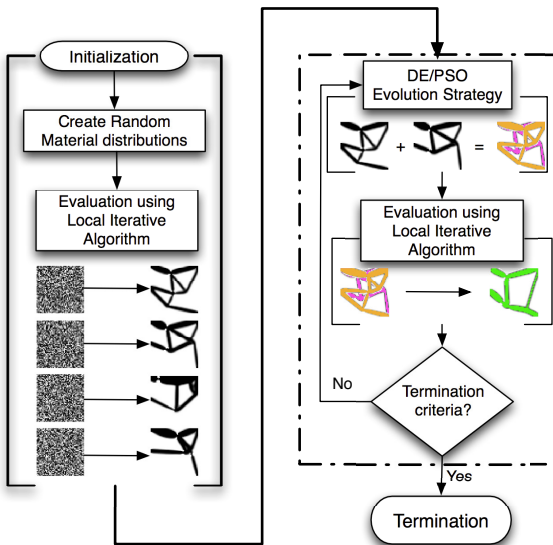 Initialization
Create Random
Material distributions
Evaluation using
Local Iterative
Algorithm
DE/PSO
Evolution Strategy
+ =
Evaluation using
Local Iterative
Algorithm
No
Termination
criteria?
Yes
Termination